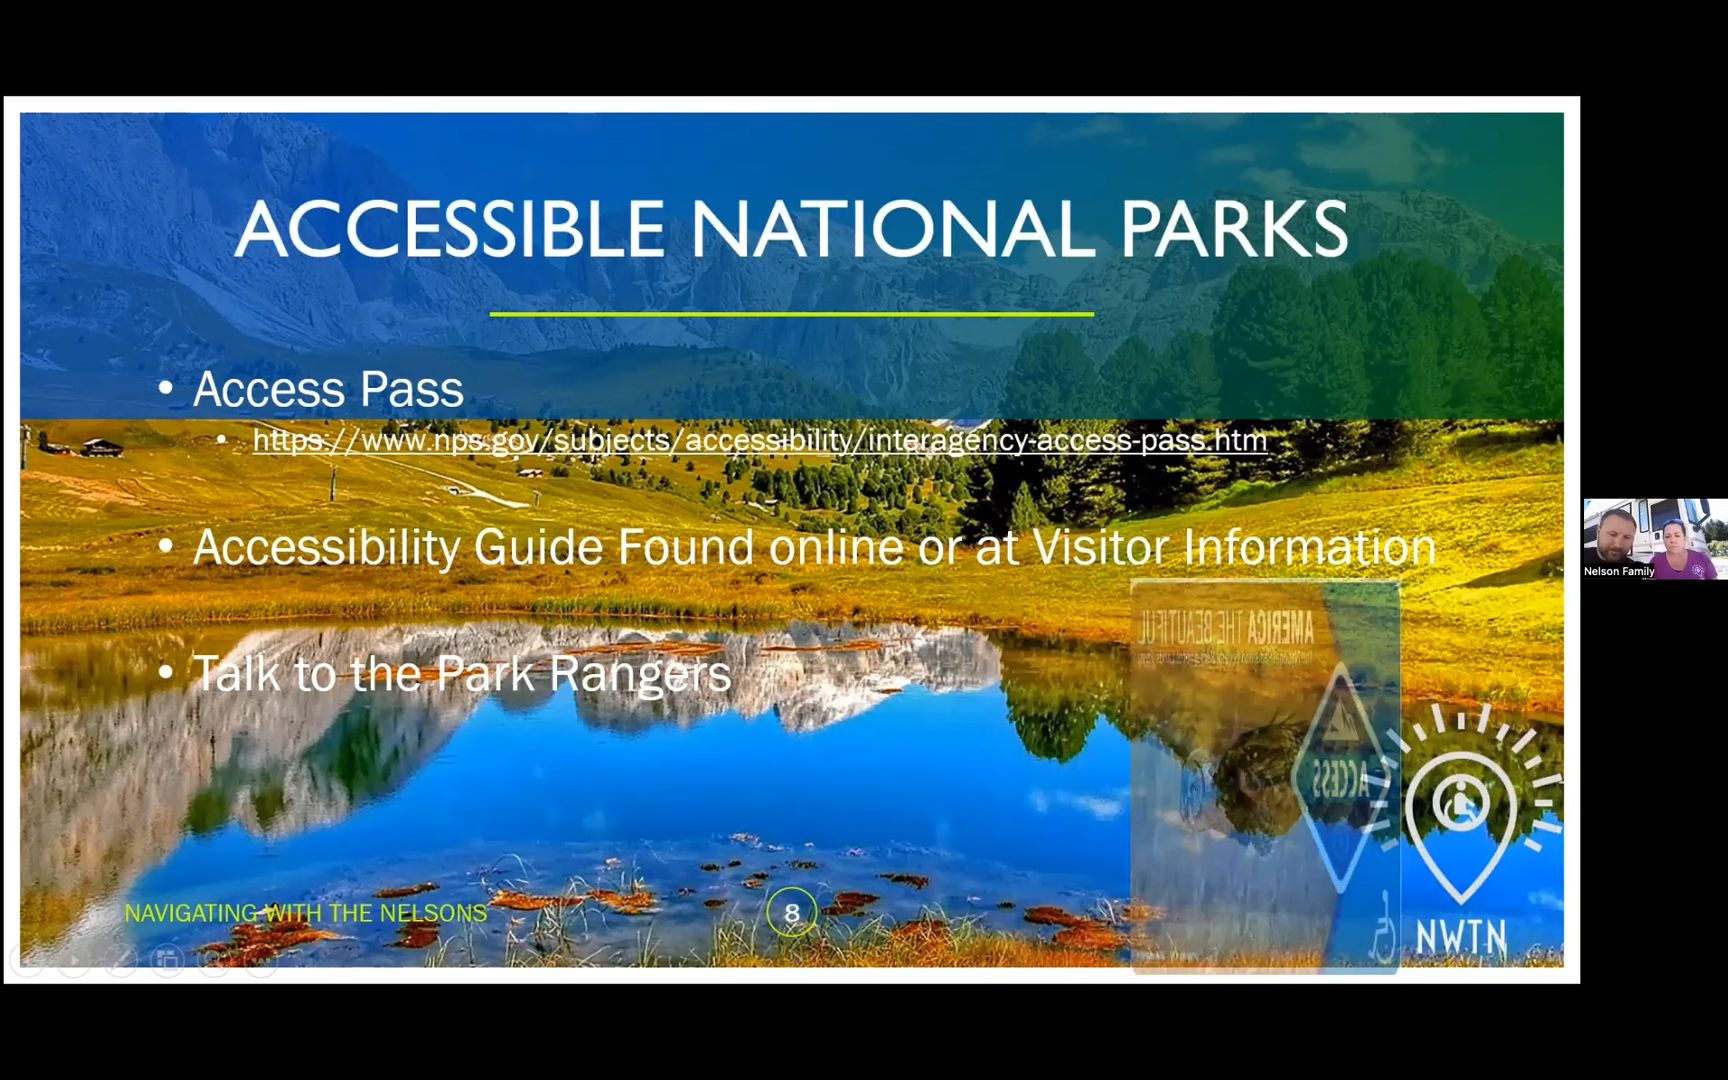 ACCESSIBLE NATIONAL PARKS
• Access Pass
• https://www.nps.gov/subjects/accessibility/interagency-access-pass.htm
• Accessibility Guide Found online or at Visitor Information
• Talk to the Park Rangers
AMERICA THE BEAUTIFUL
ACCESS
NWTN
NAVIGATING WITH THE NELSONS
8
Nelson Family